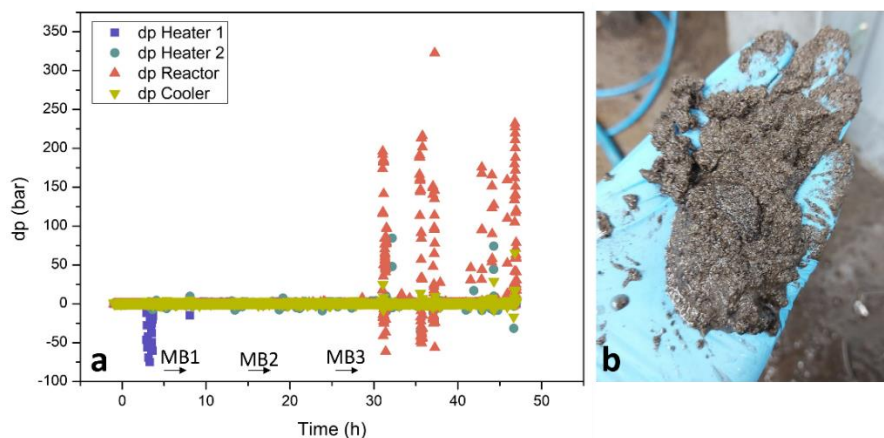 350
300
250
200
150
100
50
0
-50
-100
dp (bar)
dp Heater 1
dp Heater 2
dp Reactor
dp Cooler
a
MB1
MB2
MB3
0
10
20
30
40
50
Time (h)
b